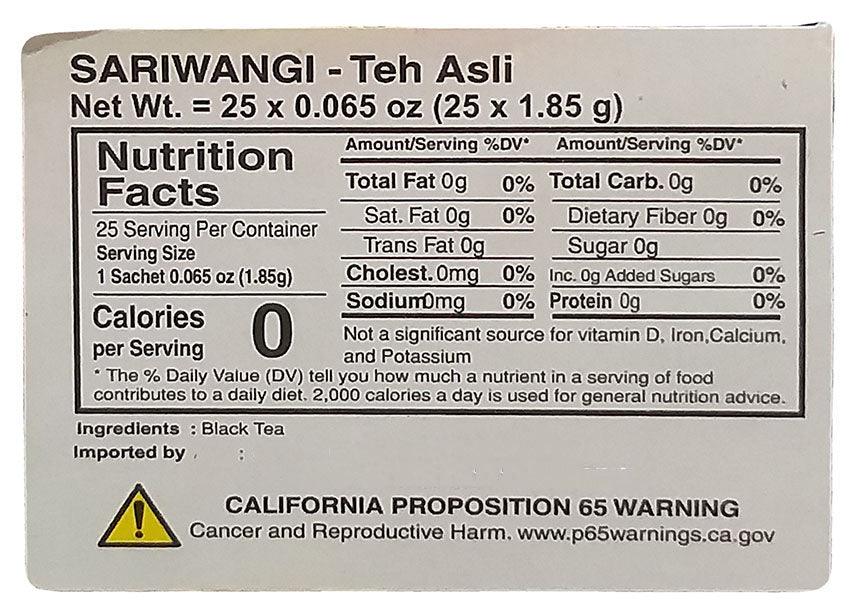 SARIWANGI - Teh Asli
Net Wt. = 25 x 0.065 oz (25 x 1.85 g)
Nutrition
Facts
25 Serving Per Container
Serving Size
1 Sachet 0.065 oz (1.85g)
Calories
per Serving
0
Amount/Serving %DV* Amount/Serving %DV*
Total Fat 0g 0% Total Carb. 0g 0%
Sat. Fat 0g 0% Dietary Fiber 0g 0%
Trans Fat 0g Sugar 0g
Cholest. 0mg 0% Inc. 0g Added Sugars 0%
Sodium0mg 0% Protein 0g 0%
Not a significant source for vitamin D, Iron,Calcium,
and Potassium
* The % Daily Value (DV) tell you how much a nutrient in a serving of food
contributes to a daily diet. 2,000 calories a day is used for general nutrition advice.
Ingredients : Black Tea
Imported by :
CALIFORNIA PROPOSITION 65 WARNING
Cancer and Reproductive Harm. www.p65warnings.ca.gov